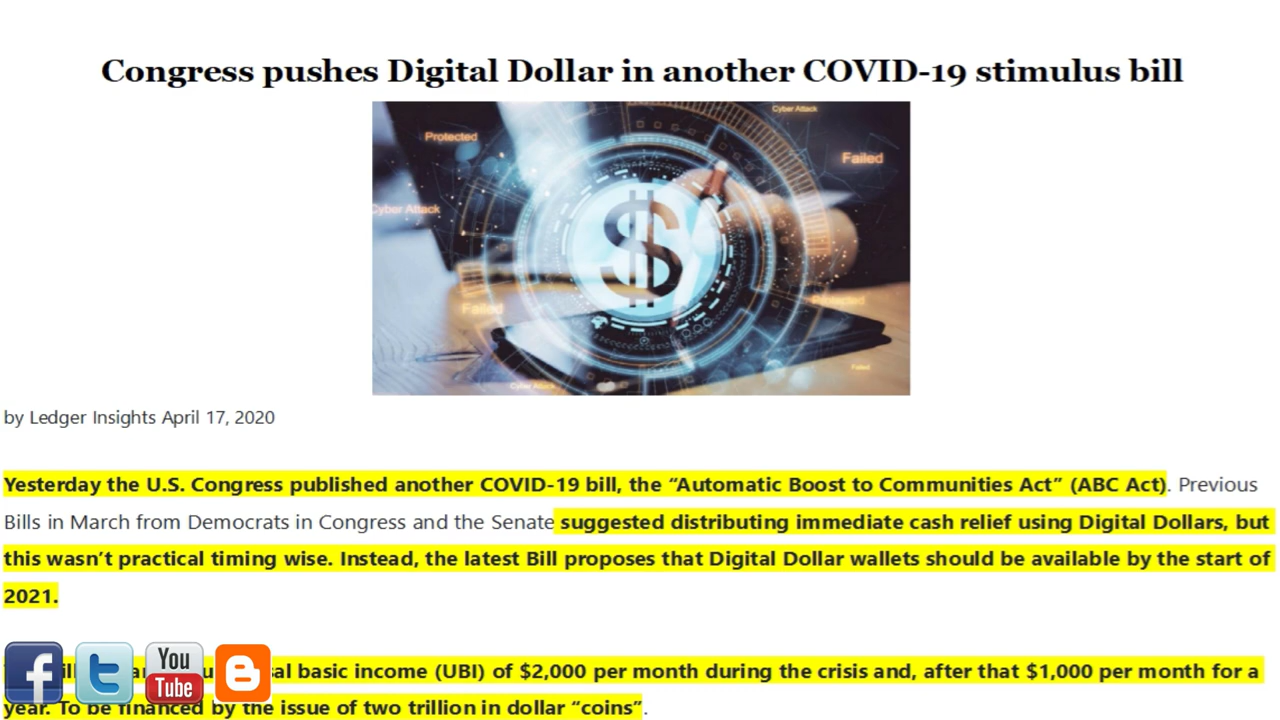 Congress pushes Digital Dollar in another COVID-19 stimulus bill
Cyber Attack
Protected
Failed
Cyber Attack
Protected
Failed
Failed
Cyber Attack
by Ledger Insights April 17, 2020
Yesterday the U.S. Congress published another COVID-19 bill, the “Automatic Boost to Communities Act” (ABC Act). Previous
Bills in March from Democrats in Congress and the Senate suggested distributing immediate cash relief using Digital Dollars, but
this wasn’t practical timing wise. Instead, the latest Bill proposes that Digital Dollar wallets should be available by the start of
2021.
basic income (UBI) of $2,000 per month during the crisis and, after that $1,000 per month for a
year. To be financed by the issue of two trillion in dollar “coins”.
You
Tube